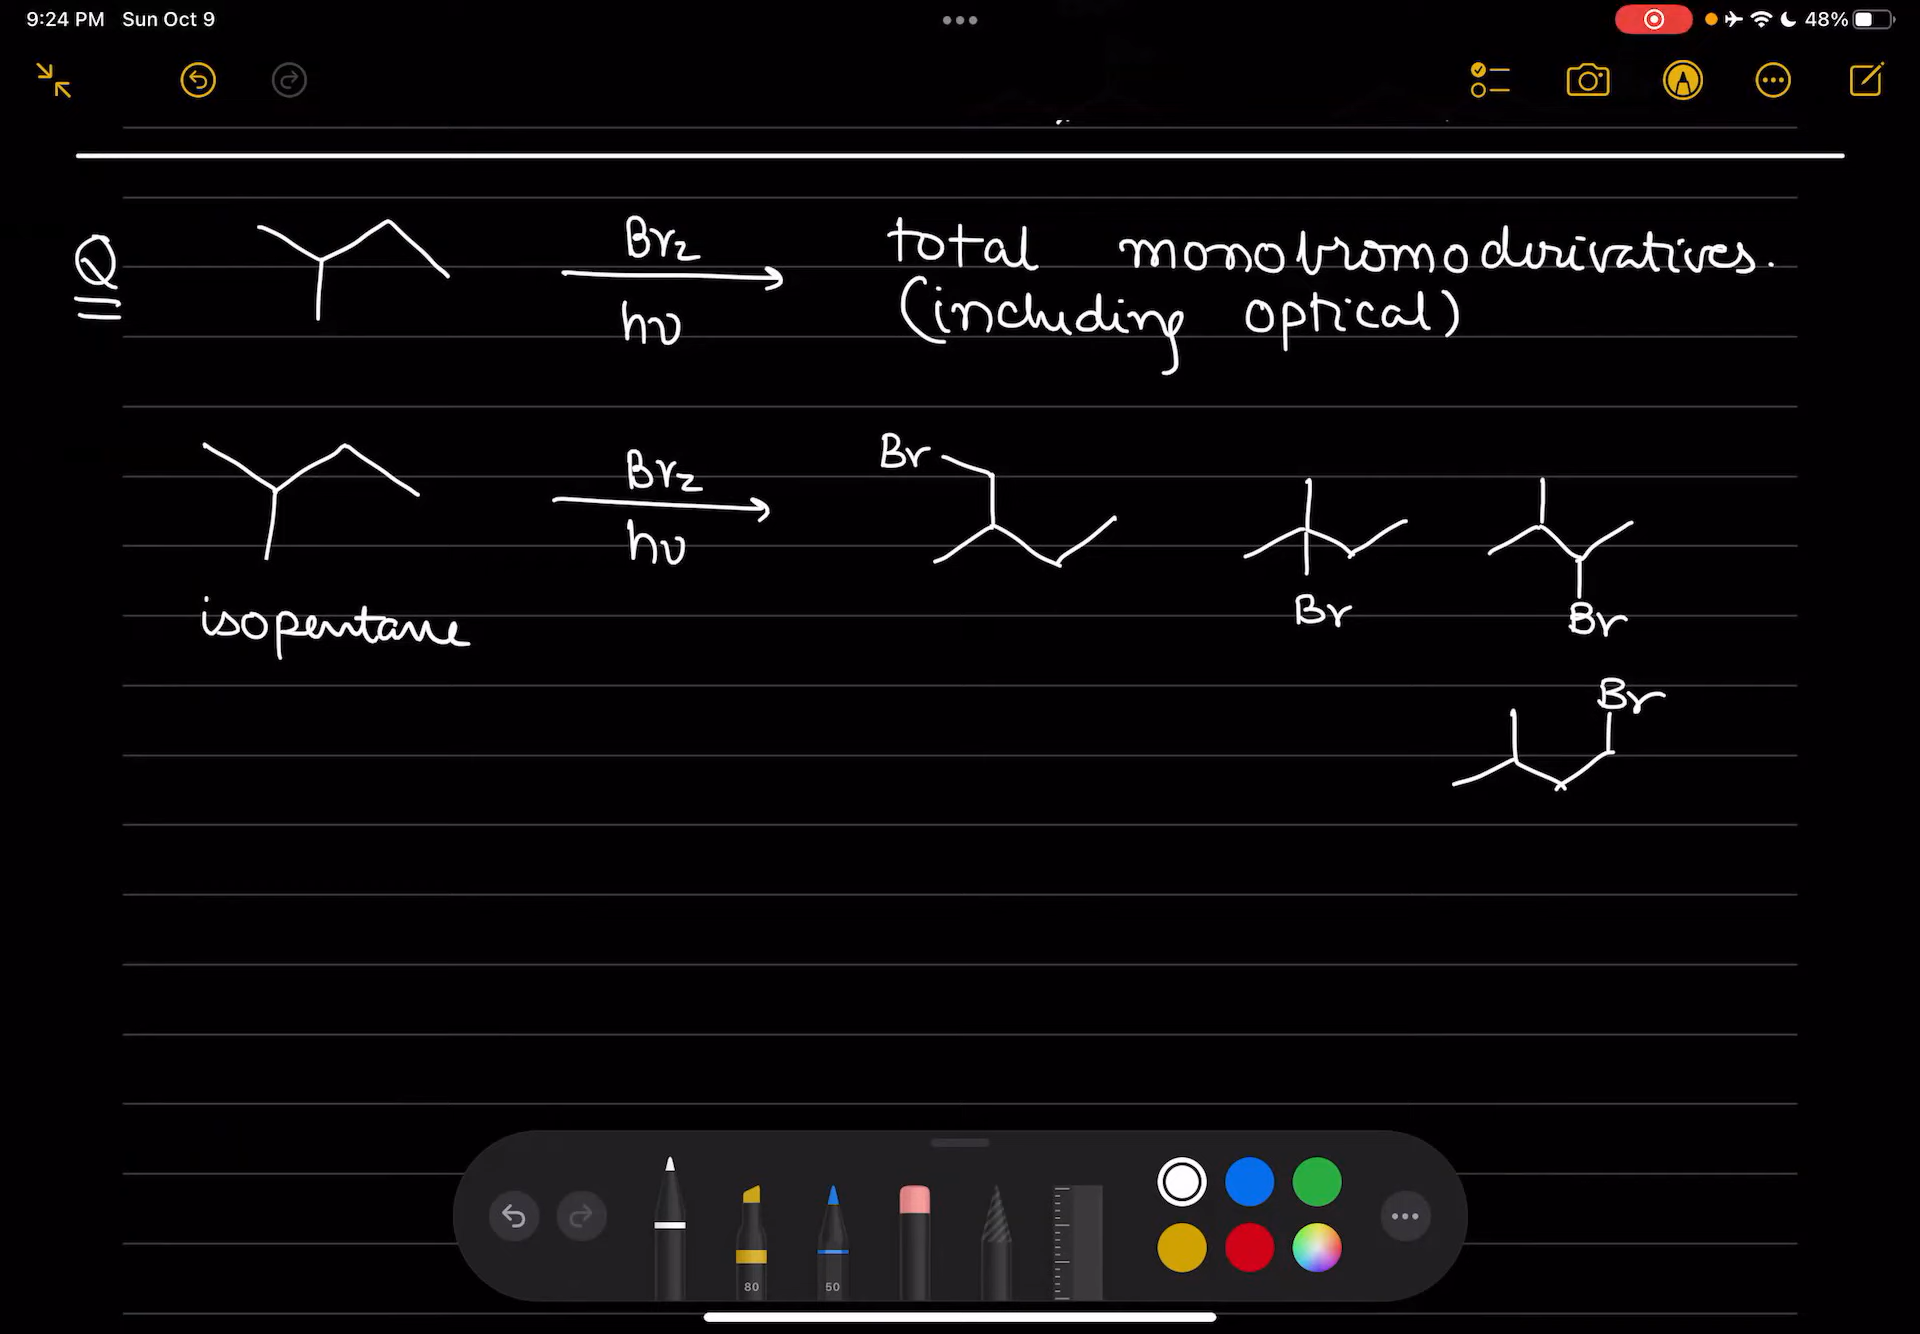 9:24 PM Sun Oct 9
48%
Q
Br2
hν
total monobromoderivatives.
(including optical)
Br2
hν
isopentane
Br
Br
Br
Br
80
50